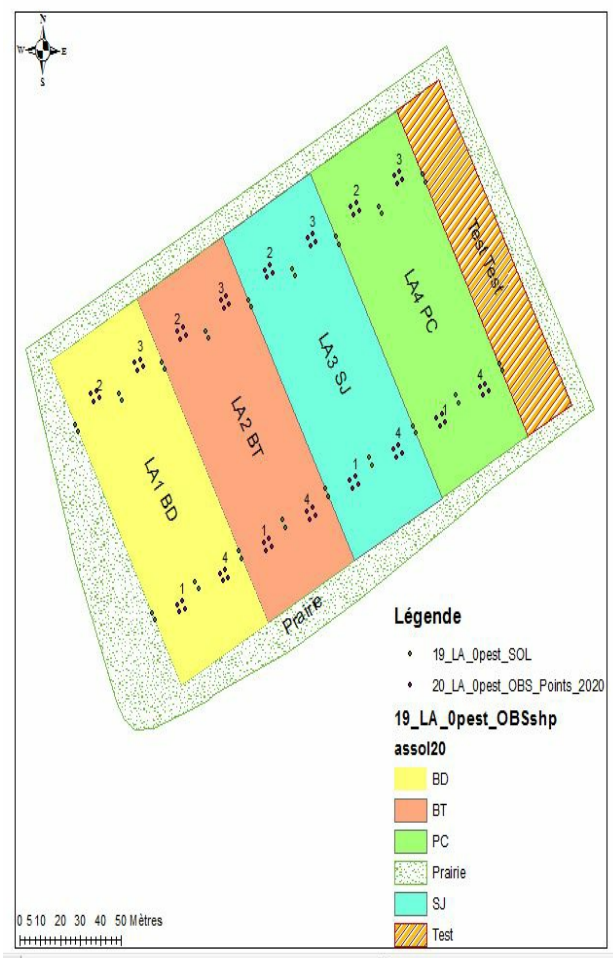 N
W E
S
3
2
3
2
Test Test
3
2
LA4 PC
3
2
LA3 SJ
2
4
1
LA2 BT
4
1
LA1 BD
4
1
4
1
Prairie
Légende
19_LA_0pest_SOL
20_LA_0pest_OBS_Points_2020
19_LA_0pest_OBSshp
assol20
BD
BT
PC
Prairie
SJ
Test
0 5 10 20 30 40 50 Mètres